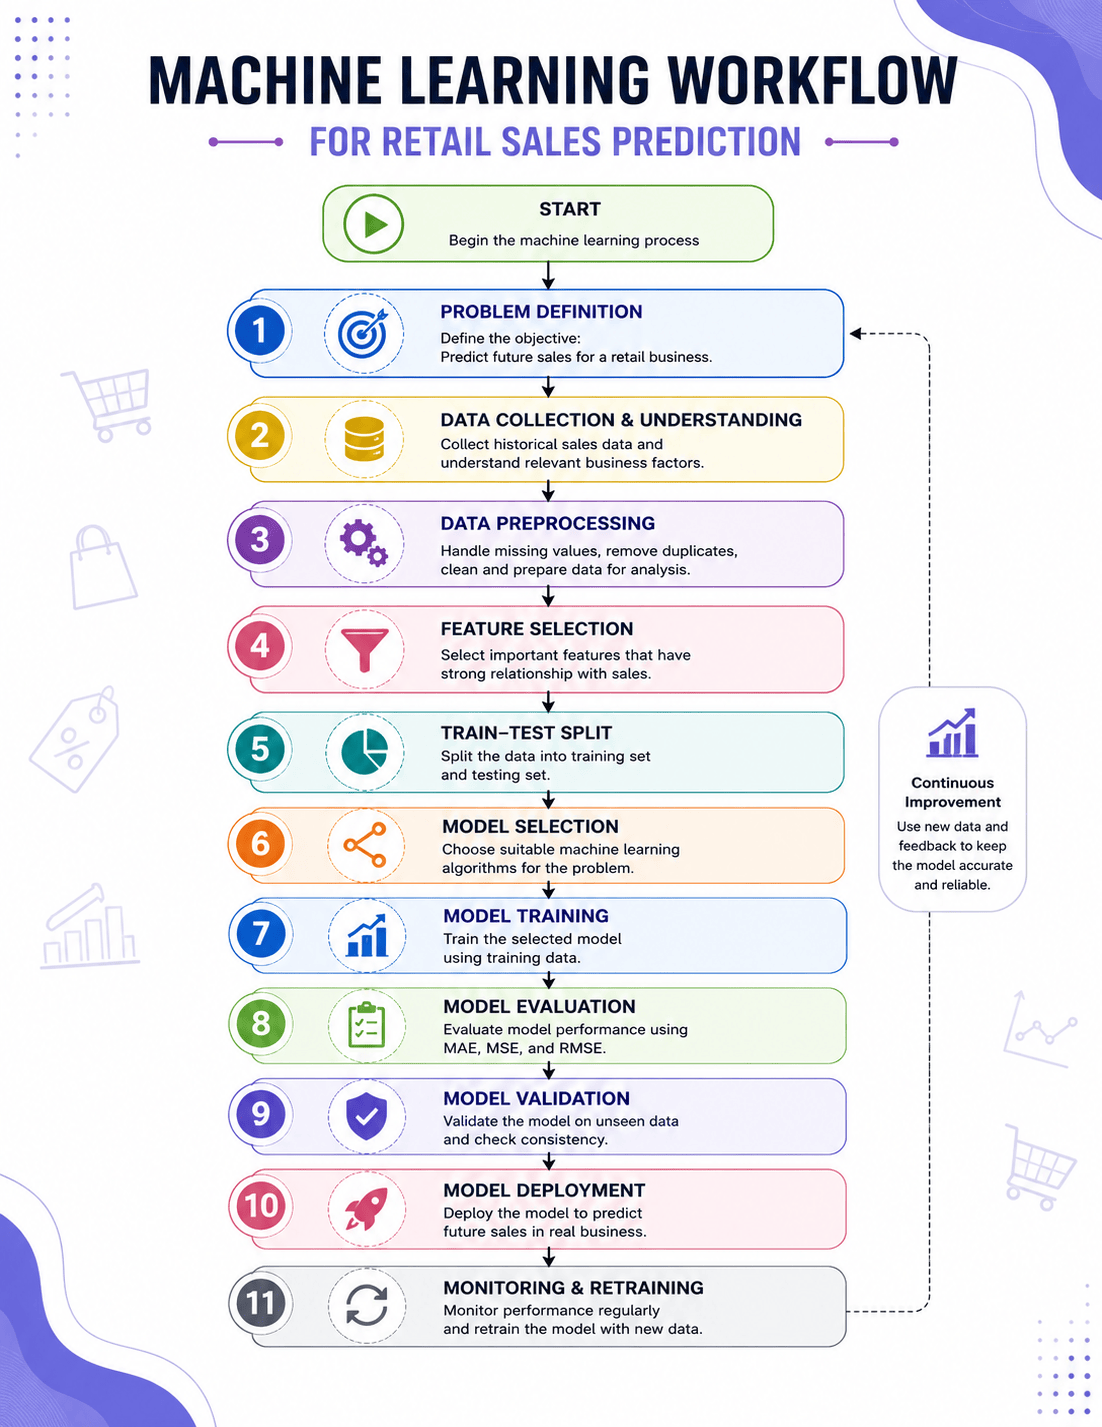 MACHINE LEARNING WORKFLOW
FOR RETAIL SALES PREDICTION
START
Begin the machine learning process
1
PROBLEM DEFINITION
Define the objective:
Predict future sales for a retail business.
2
DATA COLLECTION & UNDERSTANDING
Collect historical sales data and
understand relevant business factors.
3
DATA PREPROCESSING
Handle missing values, remove duplicates,
clean and prepare data for analysis.
4
FEATURE SELECTION
Select important features that have
strong relationship with sales.
5
TRAIN–TEST SPLIT
Split the data into training set
and testing set.
6
MODEL SELECTION
Choose suitable machine learning
algorithms for the problem.
7
MODEL TRAINING
Train the selected model
using training data.
8
MODEL EVALUATION
Evaluate model performance using
MAE, MSE, and RMSE.
9
MODEL VALIDATION
Validate the model on unseen data
and check consistency.
10
MODEL DEPLOYMENT
Deploy the model to predict
future sales in real business.
11
MONITORING & RETRAINING
Monitor performance regularly
and retrain the model with new data.
Continuous
Improvement
Use new data and
feedback to keep
the model accurate
and reliable.
%